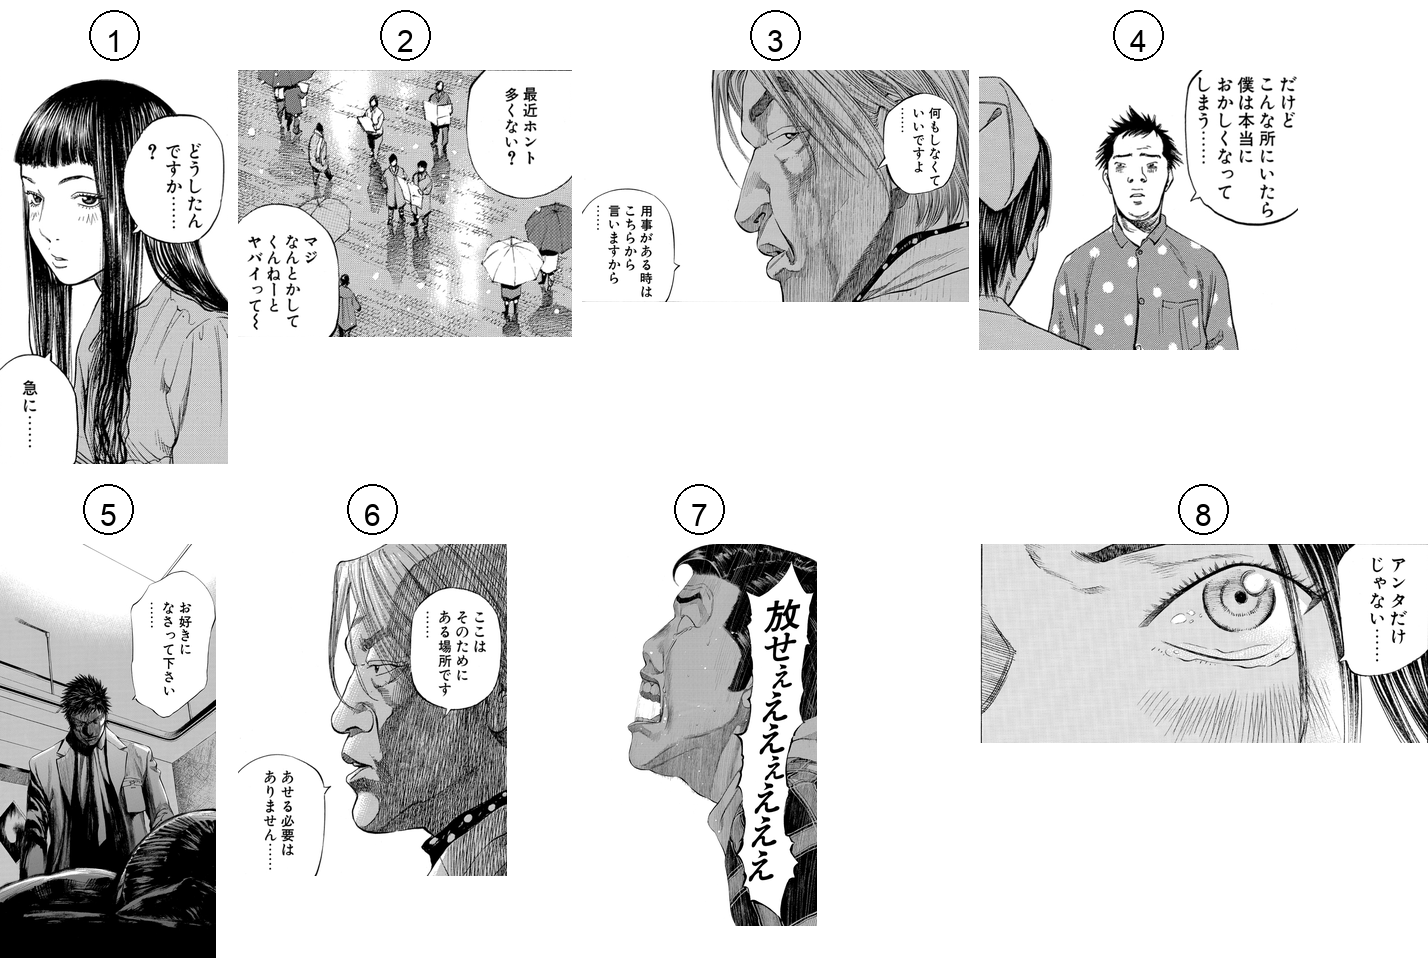 1
どうしたん
ですか……
？
急に……
2
最近ホント
多くない？
マジ
なんとかして
くんねーと
ヤバイって〜
3
何もしなくて
いいですよ
……
用事がある時は
こちらから
言いますから
……
4
だけど
こんな所にいたら
僕は本当に
おかしくなって
しまう……
5
お好きに
なさって下さい
……
6
ここは
そのために
ある場所です
……
あせる必要は
ありません……
7
放せぇええぇええええ
8
アンタだけ
じゃない……